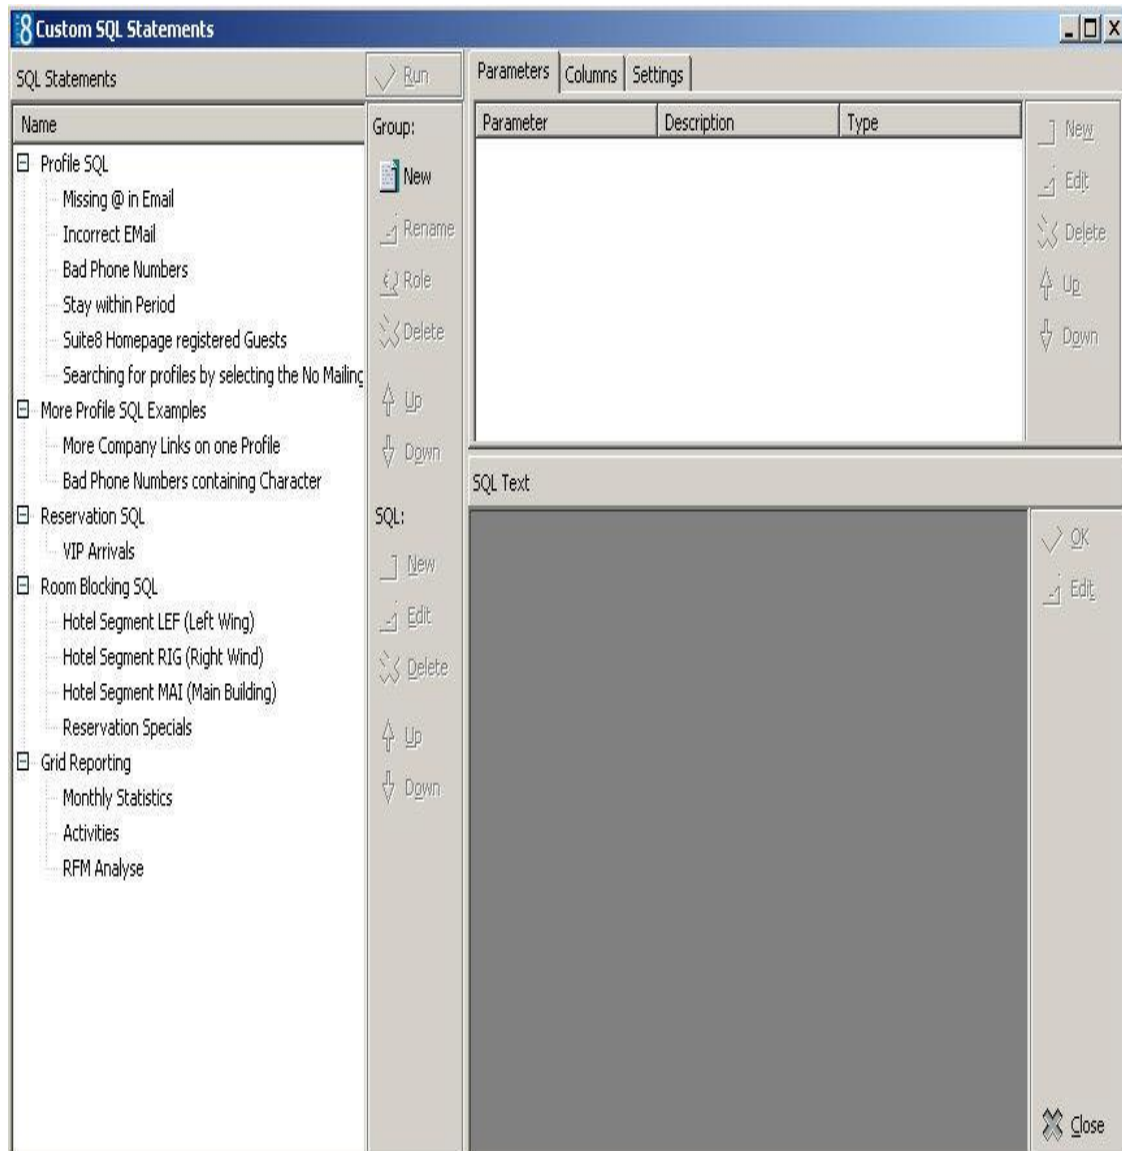 8 Custom SQL Statements
SQL Statements
Run
Name
Profile SQL
Missing @ in Email
Incorrect EMail
Bad Phone Numbers
Stay within Period
Suite8 Homepage registered Guests
Searching for profiles by selecting the No Mailing
More Profile SQL Examples
More Company Links on one Profile
Bad Phone Numbers containing Character
Reservation SQL
VIP Arrivals
Room Blocking SQL
Hotel Segment LEF (Left Wing)
Hotel Segment RIG (Right Wind)
Hotel Segment MAI (Main Building)
Reservation Specials
Grid Reporting
Monthly Statistics
Activities
RFM Analyse
Group:
New
Rename
Role
Delete
Up
Down
SQL:
New
Edit
Delete
Up
Down
Parameters Columns Settings
Parameter Description Type
New
Edit
Delete
Up
Down
SQL Text
OK
Edit
Close